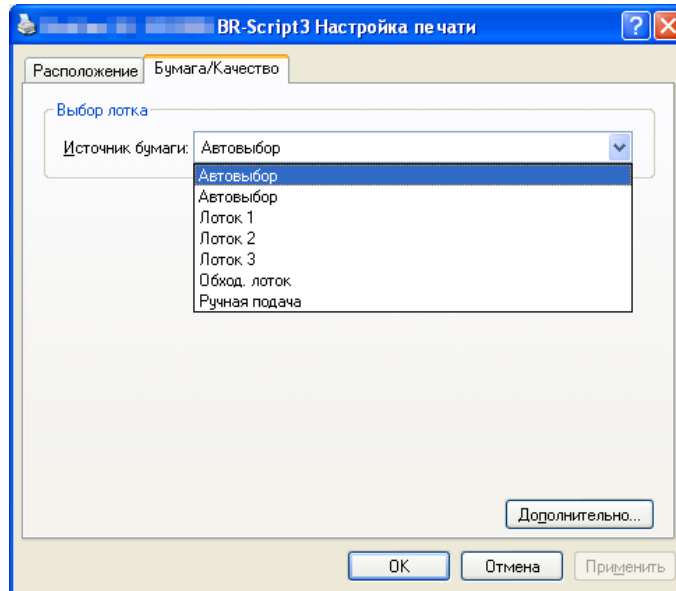 BR-Script3 Настройка печати
Расположение Бумага/Качество
Выбор лотка
Источник бумаги: Автовыбор
Автовыбор
Автовыбор
Лоток 1
Лоток 2
Лоток 3
Обход. лоток
Ручная подача
Дополнительно...
OK Отмена Применить